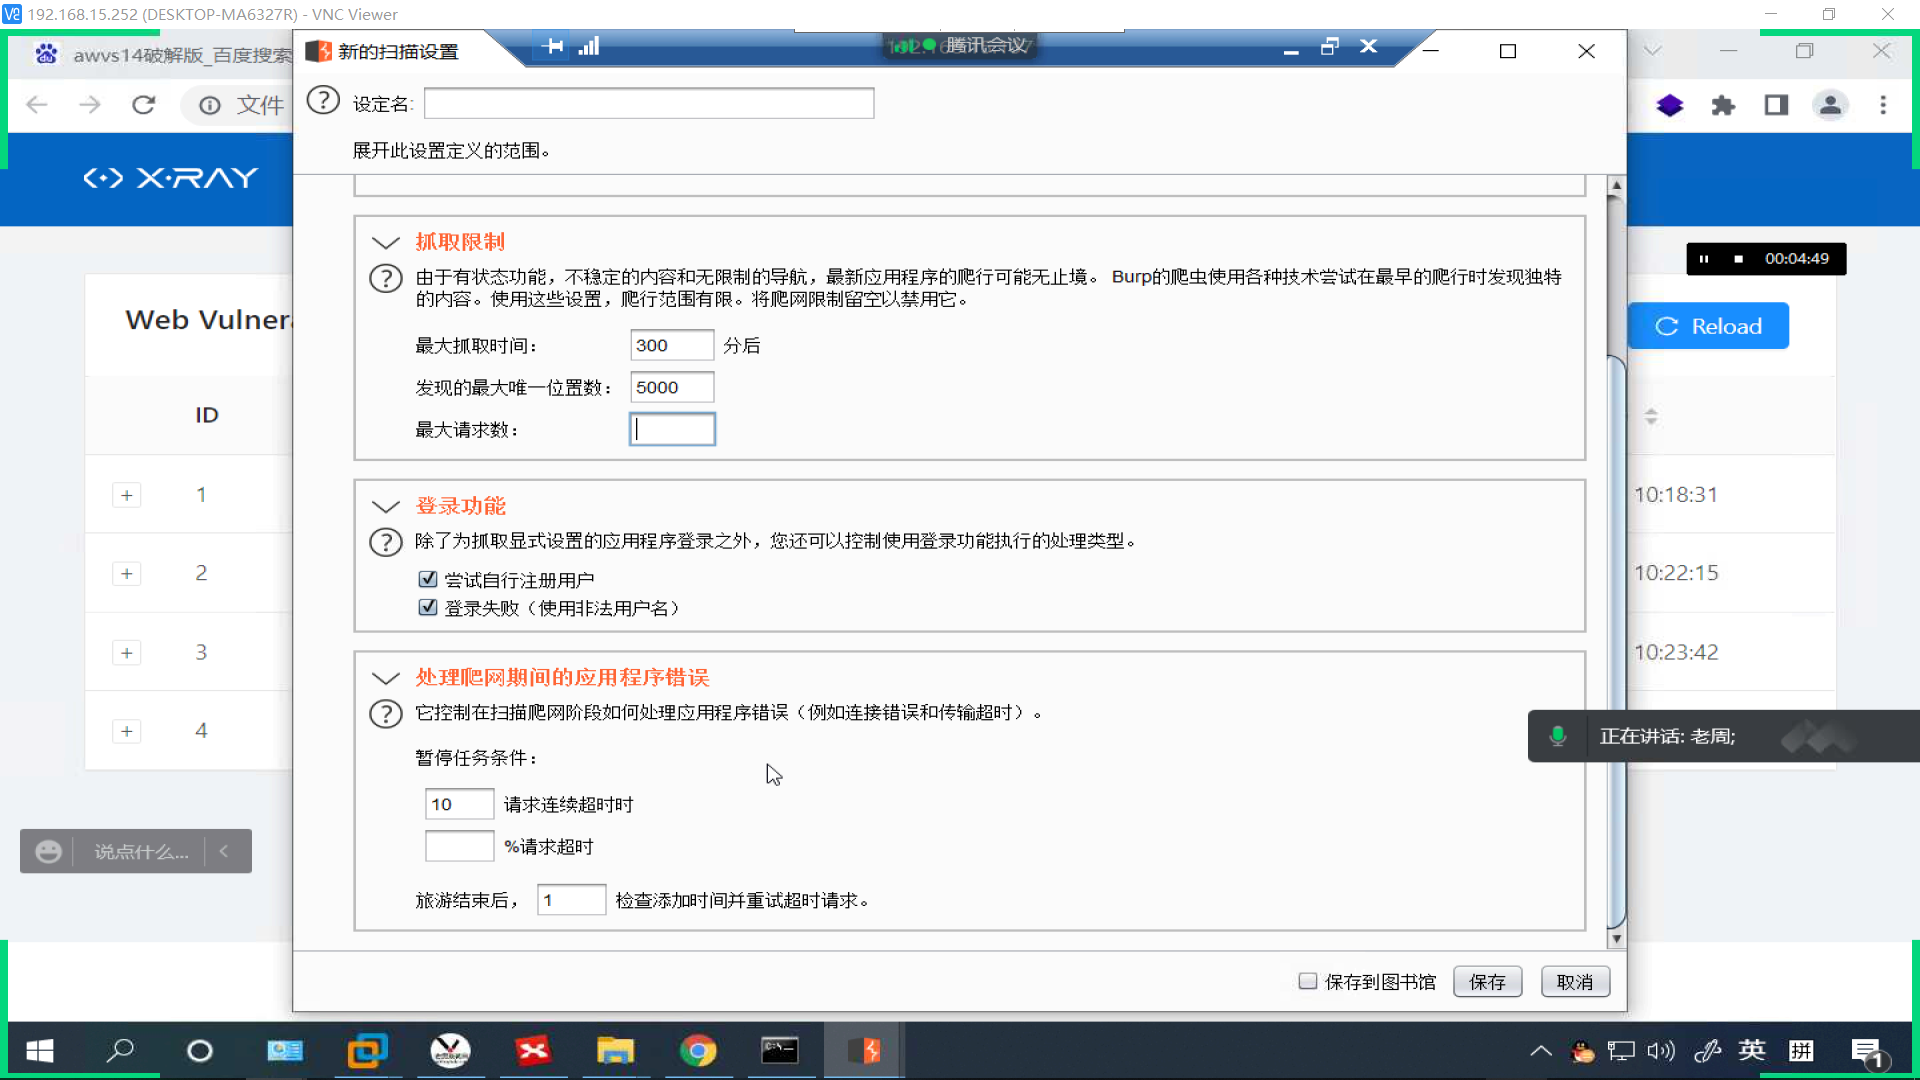 192.168.15.252 (DESKTOP-MA6327R) - VNC Viewer
awvs14破解版_百度搜索
新的扫描设置
腾讯会议
文件
设定名:
展开此设置定义的范围。
X·RAY
00:04:49
抓取限制
由于有状态功能，不稳定的内容和无限制的导航，最新应用程序的爬行可能无止境。 Burp的爬虫使用各种技术尝试在最早的爬行时发现独特
的内容。使用这些设置，爬行范围有限。将爬网限制留空以禁用它。
Web Vulner
Reload
最大抓取时间:
300
分后
发现的最大唯一位置数:
5000
最大请求数:
ID
1
10:18:31
登录功能
除了为抓取显式设置的应用程序登录之外，您还可以控制使用登录功能执行的处理类型。
尝试自行注册用户
登录失败（使用非法用户名）
2
10:22:15
3
10:23:42
处理爬网期间的应用程序错误
它控制在扫描爬网阶段如何处理应用程序错误（例如连接错误和传输超时）。
4
正在讲话: 老周;
暂停任务条件:
10
请求连续超时时
%请求超时
说点什么...
旅游结束后，
1
检查添加时间并重试超时请求。
保存到图书馆
保存
取消
英
拼
1